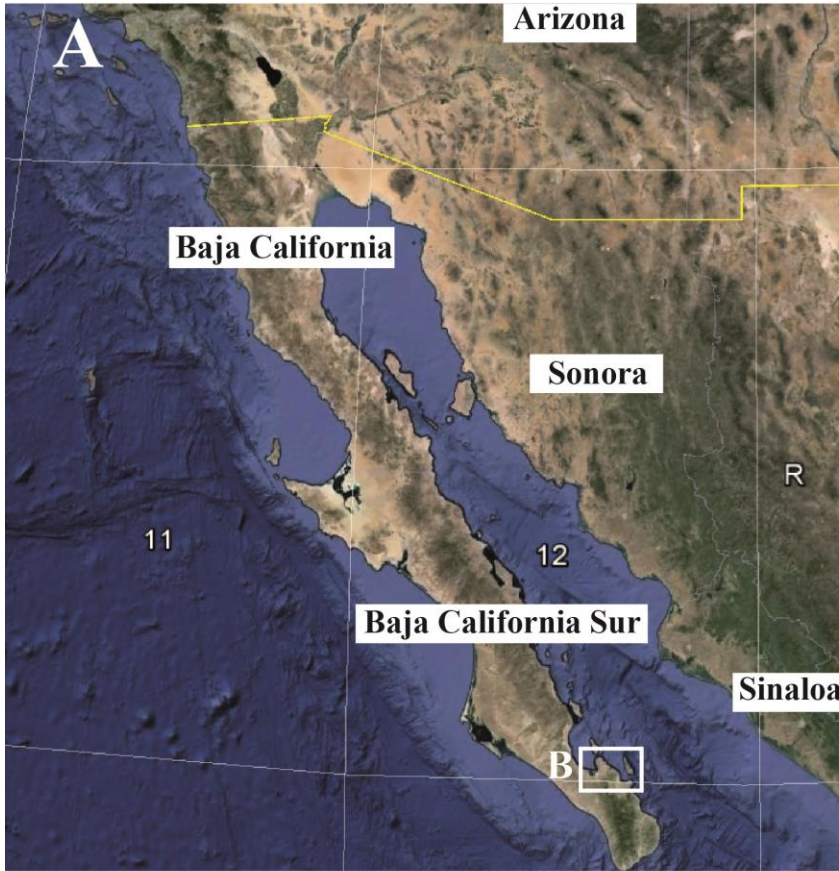 A
Arizona
Baja California
Sonora
R
11
12
Baja California Sur
Sinaloa
B